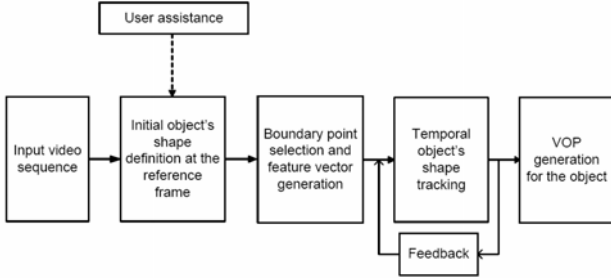 User assistance
Input video
sequence
Initial object's
shape
definition at the
reference
frame
Boundary point
selection and
feature vector
generation
Temporal
object's
shape
tracking
VOP
generation
for the object
Feedback